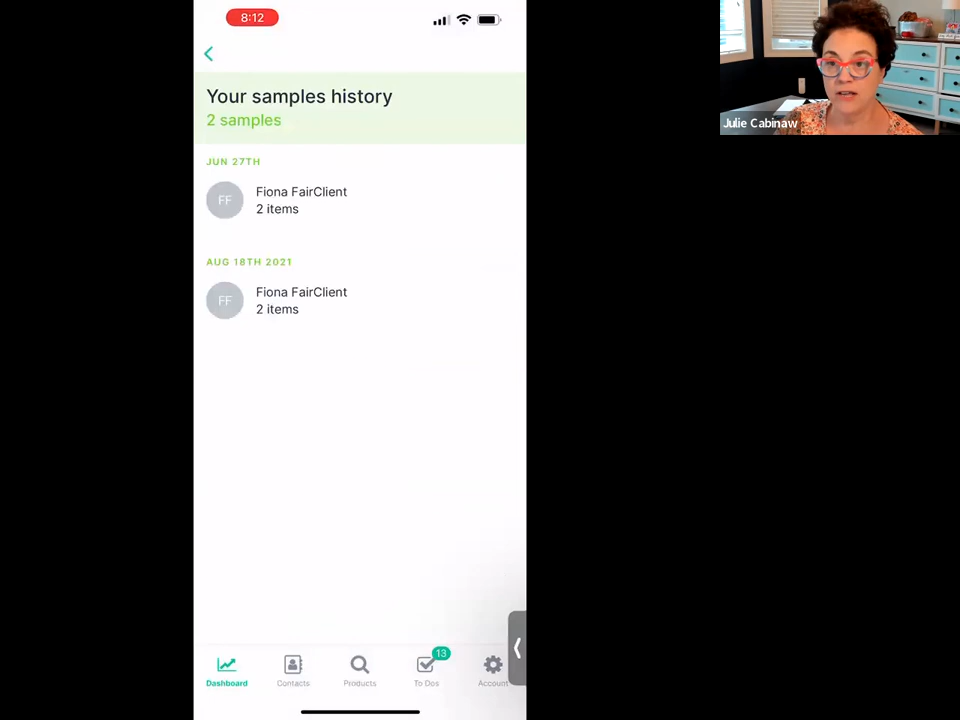 8:12
Your samples history
2 samples
JUN 27TH
FF
Fiona FairClient
2 items
AUG 18TH 2021
FF
Fiona FairClient
2 items
13
Dashboard
Contacts
Products
To Dos
Account
Julie Cabinaw